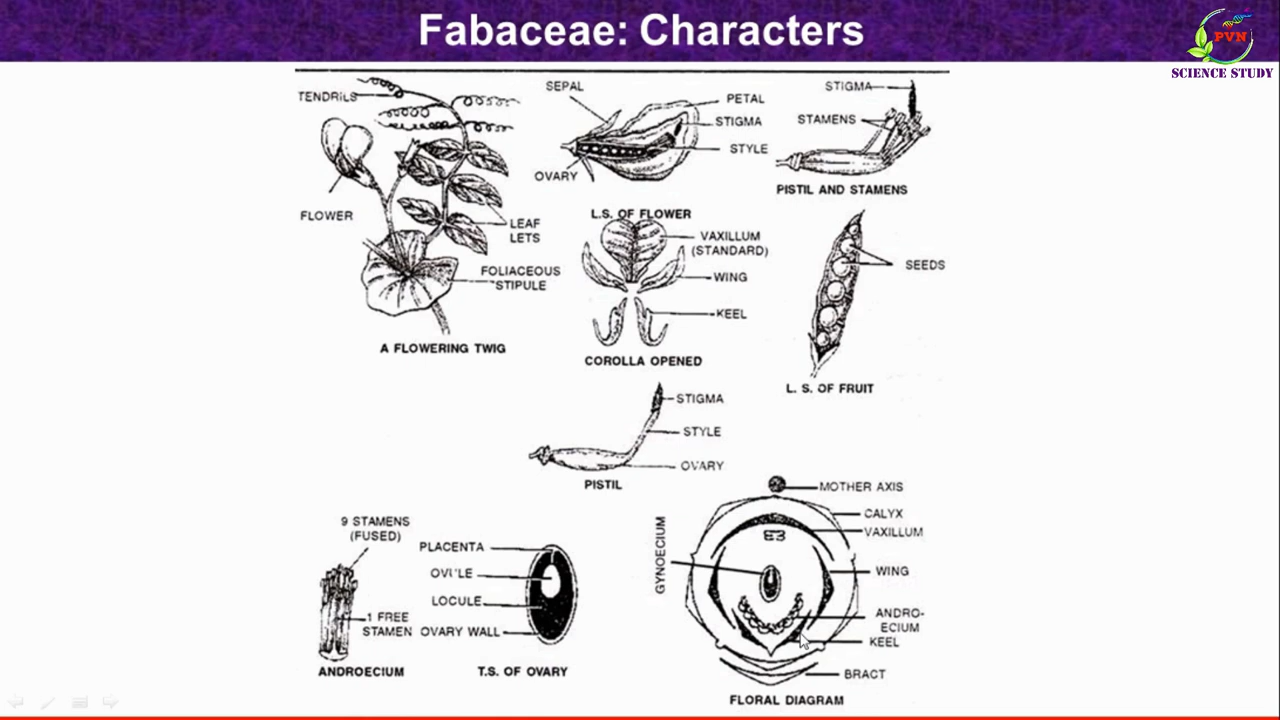 Fabaceae: Characters
PVN
SCIENCE STUDY
TENDRILS
FLOWER
LEAF
LETS
FOLIACEOUS
STIPULE
A FLOWERING TWIG
SEPAL
PETAL
STIGMA
STYLE
OVARY
L.S. OF FLOWER
STIGMA
STAMENS
PISTIL AND STAMENS
VAXILLUM
(STANDARD)
WING
KEEL
COROLLA OPENED
SEEDS
L. S. OF FRUIT
STIGMA
STYLE
OVARY
PISTIL
9 STAMENS
(FUSED)
1 FREE
STAMEN
ANDROECIUM
PLACENTA
OVULE
LOCULE
OVARY WALL
T.S. OF OVARY
MOTHER AXIS
CALYX
VAXILLUM
WING
ANDRO-
ECIUM
KEEL
BRACT
GYNOECIUM
FLORAL DIAGRAM